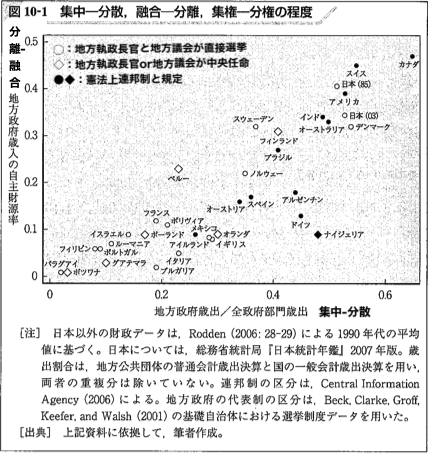 図 10-1 集中―分散，融合―分離，集権―分権の程度
分離-融合
地方政府歳入の自主財源率
○：地方執政長官と地方議会が直接選挙
◇：地方執政長官or地方議会が中央任命
●◆：憲法上連邦制と規定
0.5
0.4
0.3
0.2
0.1
0
カナダ
スイス
日本 (85)
アメリカ
インド
日本 (03)
オーストラリア
デンマーク
スウェーデン
フィンランド
ブラジル
ペルー
ノルウェー
オーストリア
スペイン
アルゼンチン
ドイツ
ナイジェリア
フランス
ボリヴィア
メキシコ
オランダ
イスラエル
ポーランド
アイルランド
イギリス
ルーマニア
フィリピン
ポルトガル
イタリア
グアテマラ
ブルガリア
パラグアイ
ボツワナ
0
0.2
0.4
0.6
地方政府歳出／全政府部門歳出 集中-分散
［注］ 日本以外の財政データは，Rodden (2006: 28-29) による 1990 年代の平均
値に基づく。日本については，総務省統計局『日本統計年鑑』2007 年版。歳
出割合は，地方公共団体の普通会計歳出決算と国の一般会計歳出決算を用い，
両者の重複分は除いていない。連邦制の区分は，Central Information
Agency (2006) による。地方政府の代表制の区分は，Beck, Clarke, Groff,
Keefer, and Walsh (2001) の基礎自治体における選挙制度データを用いた。
［出典］ 上記資料に依拠して，筆者作成。